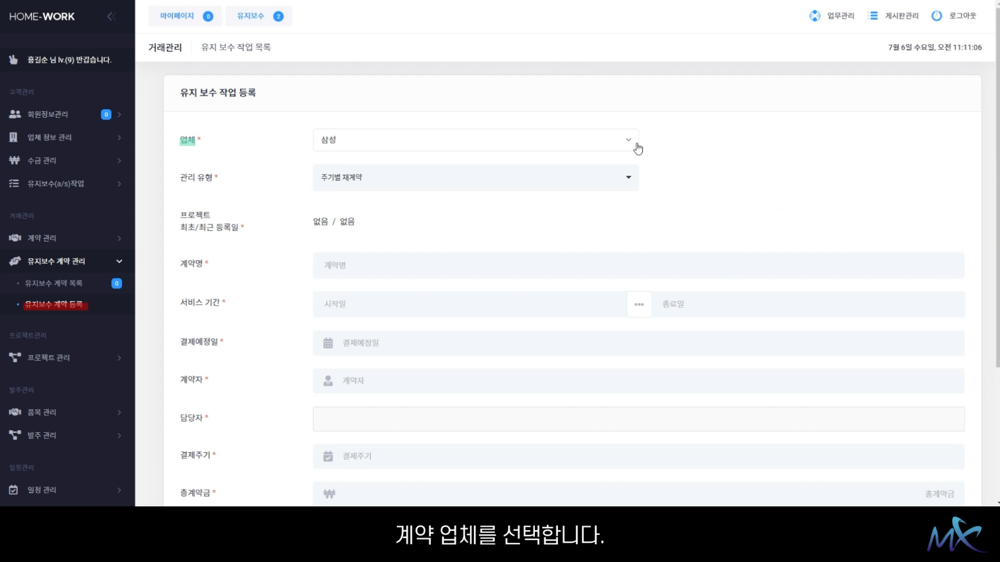 HOME-WORK
마이페이지 0
유지보수 2
업무관리
게시판관리
로그아웃
거래관리
유지 보수 작업 목록
7월 6일 수요일, 오전 11:11:06
홍길순 님 lv.(9) 반갑습니다.
고객관리
회원정보관리 0
업체 정보 관리
수금 관리
유지보수(a/s)작업
거래관리
계약 관리
유지보수 계약 관리
유지보수 계약 목록 0
유지보수 계약 등록
프로젝트관리
프로젝트 관리
발주관리
품목 관리
발주 관리
일정관리
일정 관리
유지 보수 작업 등록
업체 *
삼성
관리 유형 *
주기별 재계약
프로젝트
최초/최근 등록일 *
없음 / 없음
계약명 *
계약명
서비스 기간 *
시작일
종료일
결제예정일 *
결제예정일
계약자 *
계약자
담당자 *
결제주기 *
결제주기
총계약금 *
총계약금
계약 업체를 선택합니다.
MX